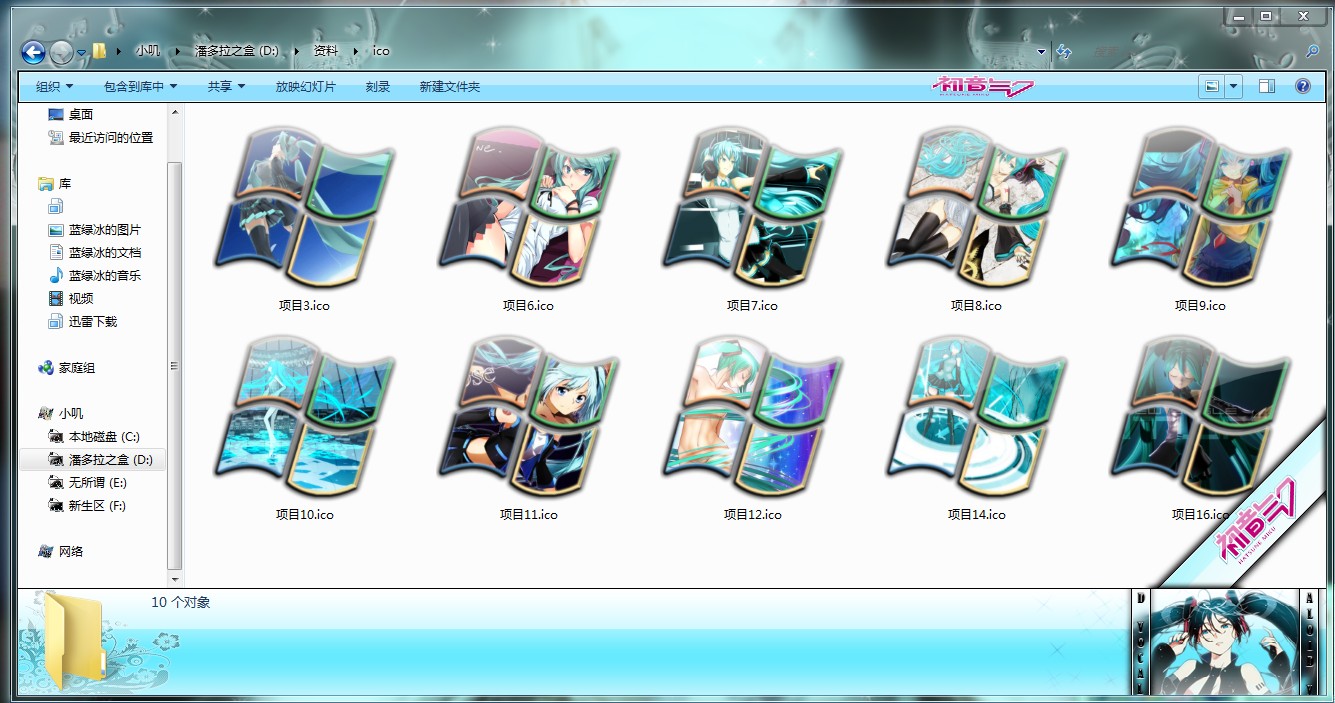 小叽 潘多拉之盒 (D:) 资料 ico
组织 包含到库中 共享 放映幻灯片 刻录 新建文件夹 初音ミク
HATSUNE MIKU
桌面
最近访问的位置
库
蓝绿冰的图片
蓝绿冰的文档
蓝绿冰的音乐
视频
迅雷下载
家庭组
小叽
本地磁盘 (C:)
潘多拉之盒 (D:)
无所谓 (E:)
新生区 (F:)
网络
项目3.ico 项目6.ico 项目7.ico 项目8.ico 项目9.ico
项目10.ico 项目11.ico 项目12.ico 项目14.ico 项目16.ico
初音ミク
HATSUNE MIKU
10 个对象
D VOCAL
ALOID V